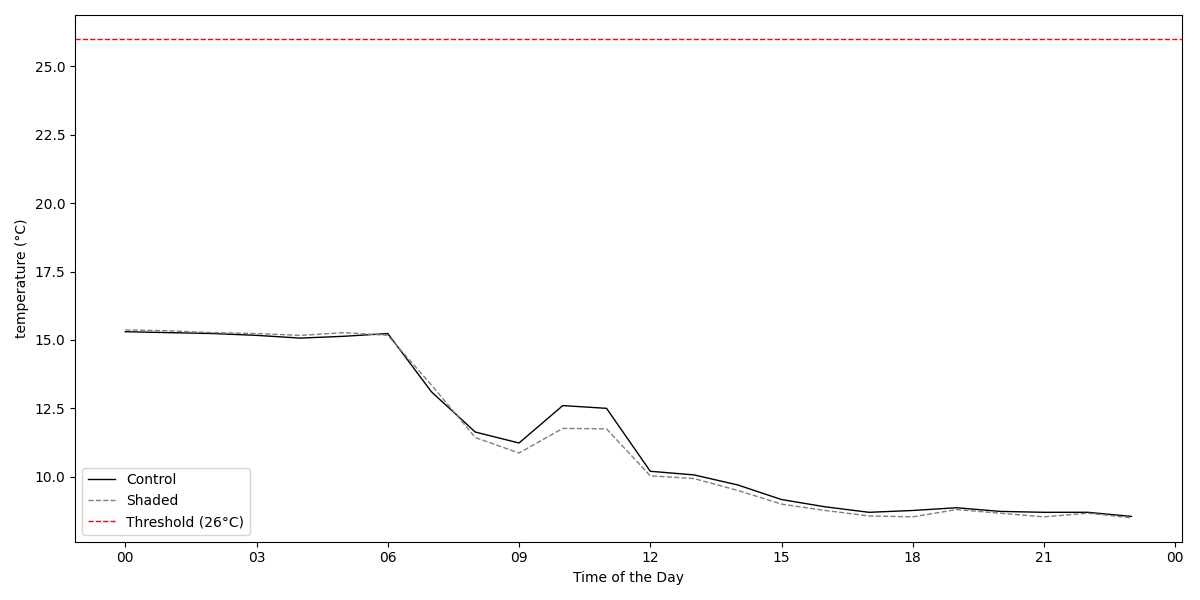 temperature (°C)
25.0
22.5
20.0
17.5
15.0
12.5
10.0
Control
Shaded
Threshold (26°C)
00 03 06 09 12 15 18 21 00
Time of the Day